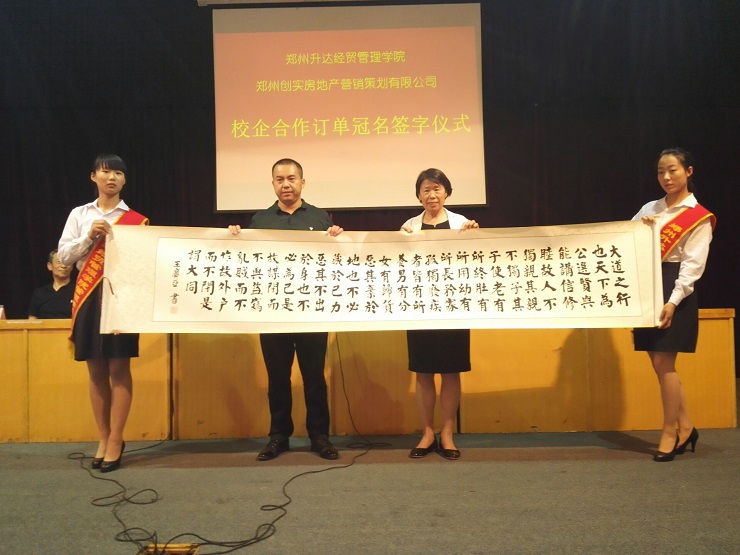 郑州升达经贸管理学院
郑州创实房地产营销策划有限公司
校企合作订单冠名签字仪式
大道之行
也天下為
公選賢與
能講信修
睦故人不
獨親其親
不獨子其
子使老有
所終壯有
所用幼有
所長矜寡
孤獨廢疾
者皆有所
養男有分
女有歸貨
惡其棄於
地也不必
藏於己力
惡其不出
於身也不
必為己是
故謀閉而
不興盜竊
亂賊而不
作故外戶
而不閉是
謂大同